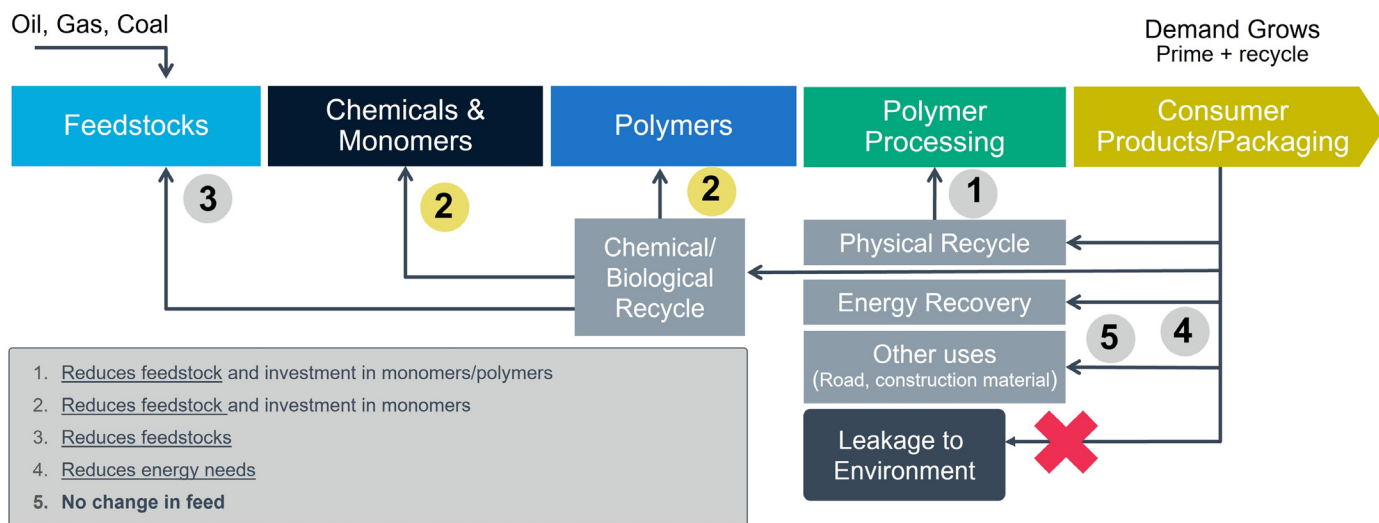 Oil, Gas, Coal
Demand Grows
Prime + recycle
Feedstocks
Chemicals &
Monomers
Polymers
Polymer
Processing
Consumer
Products/Packaging
3
2
2
1
Chemical/
Biological
Recycle
Physical Recycle
Energy Recovery
5
4
Other uses
(Road, construction material)
Leakage to
Environment
1. Reduces feedstock and investment in monomers/polymers
2. Reduces feedstock and investment in monomers
3. Reduces feedstocks
4. Reduces energy needs
5. No change in feed